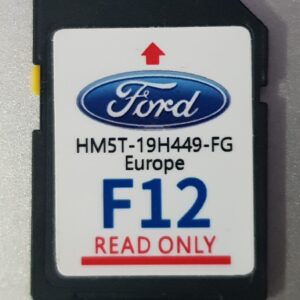 Ford
HM5T-19H449-FG
Europe
F12
READ ONLY